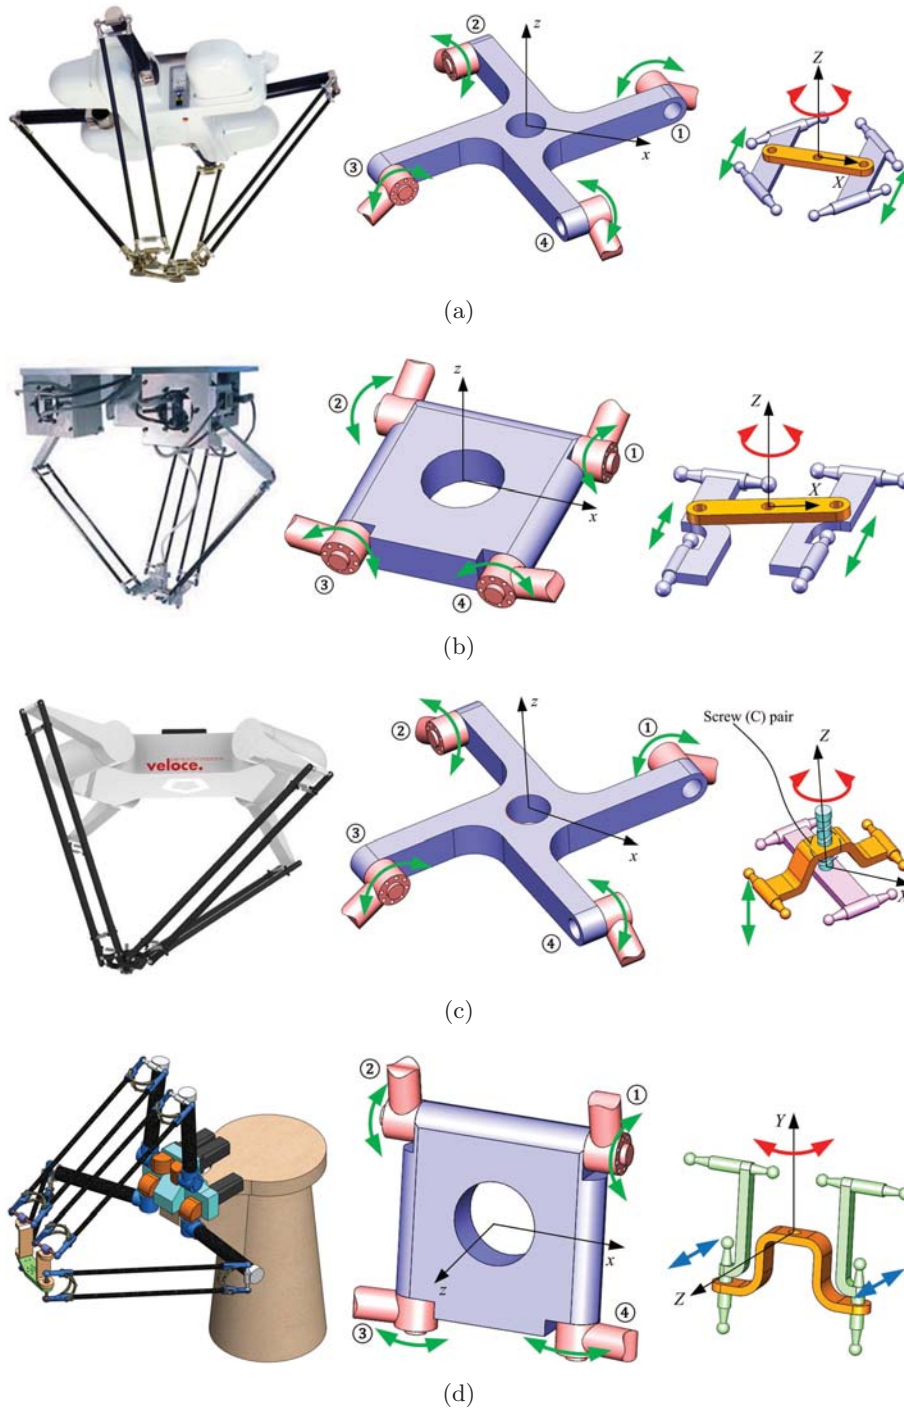 ②
z
①
x
③
④
Z
X
(a)
②
z
①
x
③
④
Z
X
(b)
veloce.
②
z
①
x
③
④
Screw (C) pair
Z
X
(c)
②
①
x
z
③
④
Y
Z
(d)